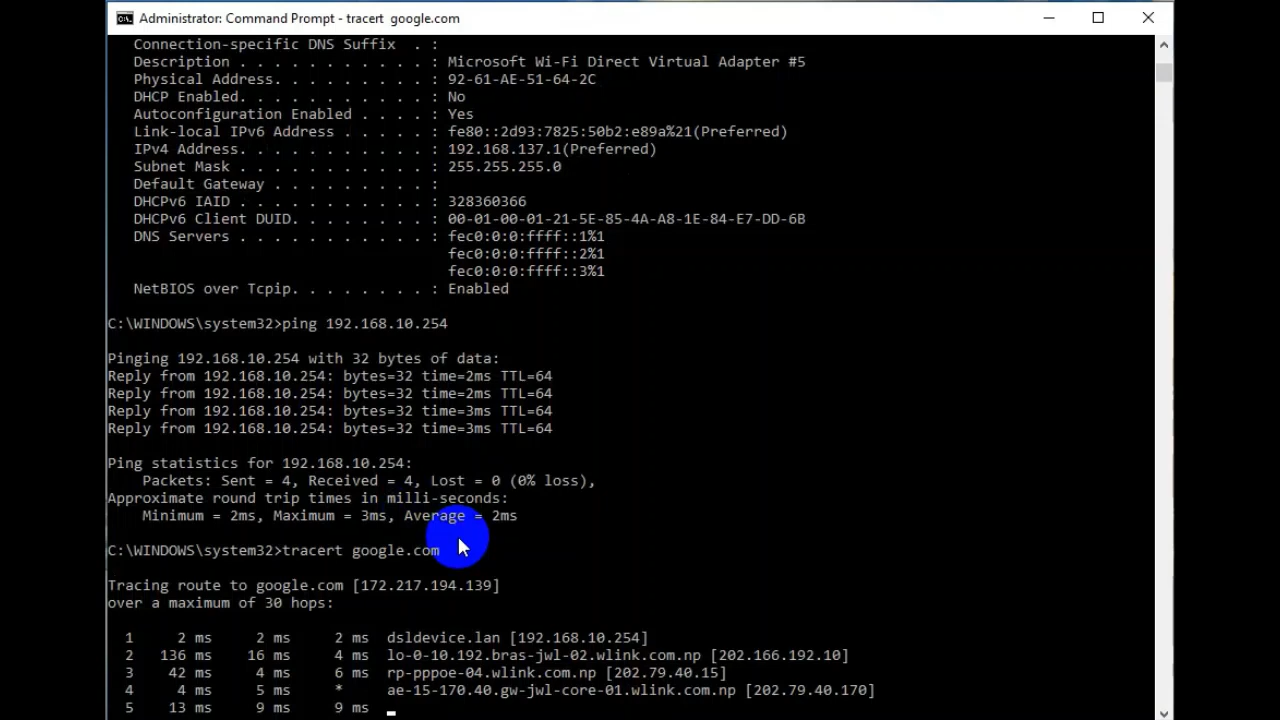 Administrator: Command Prompt - tracert google.com
Connection-specific DNS Suffix . :
Description . . . . . . . . . . . : Microsoft Wi-Fi Direct Virtual Adapter #5
Physical Address. . . . . . . . . : 92-61-AE-51-64-2C
DHCP Enabled. . . . . . . . . . . : No
Autoconfiguration Enabled . . . . : Yes
Link-local IPv6 Address . . . . . : fe80::2d93:7825:50b2:e89a%21(Preferred)
IPv4 Address. . . . . . . . . . . : 192.168.137.1(Preferred)
Subnet Mask . . . . . . . . . . . : 255.255.255.0
Default Gateway . . . . . . . . . :
DHCPv6 IAID . . . . . . . . . . . : 328360366
DHCPv6 Client DUID. . . . . . . . : 00-01-00-01-21-5E-85-4A-A8-1E-84-E7-DD-6B
DNS Servers . . . . . . . . . . . : fec0:0:0:ffff::1%1
fec0:0:0:ffff::2%1
fec0:0:0:ffff::3%1
NetBIOS over Tcpip. . . . . . . . : Enabled
C:\WINDOWS\system32>ping 192.168.10.254
Pinging 192.168.10.254 with 32 bytes of data:
Reply from 192.168.10.254: bytes=32 time=2ms TTL=64
Reply from 192.168.10.254: bytes=32 time=2ms TTL=64
Reply from 192.168.10.254: bytes=32 time=3ms TTL=64
Reply from 192.168.10.254: bytes=32 time=3ms TTL=64
Ping statistics for 192.168.10.254:
Packets: Sent = 4, Received = 4, Lost = 0 (0% loss),
Approximate round trip times in milli-seconds:
Minimum = 2ms, Maximum = 3ms, Average = 2ms
C:\WINDOWS\system32>tracert google.com
Tracing route to google.com [172.217.194.139]
over a maximum of 30 hops:
1 2 ms 2 ms 2 ms dsldevice.lan [192.168.10.254]
2 136 ms 16 ms 4 ms lo-0-10.192.bras-jwl-02.wlink.com.np [202.166.192.10]
3 42 ms 4 ms 6 ms rp-pppoe-04.wlink.com.np [202.79.40.15]
4 4 ms 5 ms * ae-15-170.40.gw-jwl-core-01.wlink.com.np [202.79.40.170]
5 13 ms 9 ms 9 ms